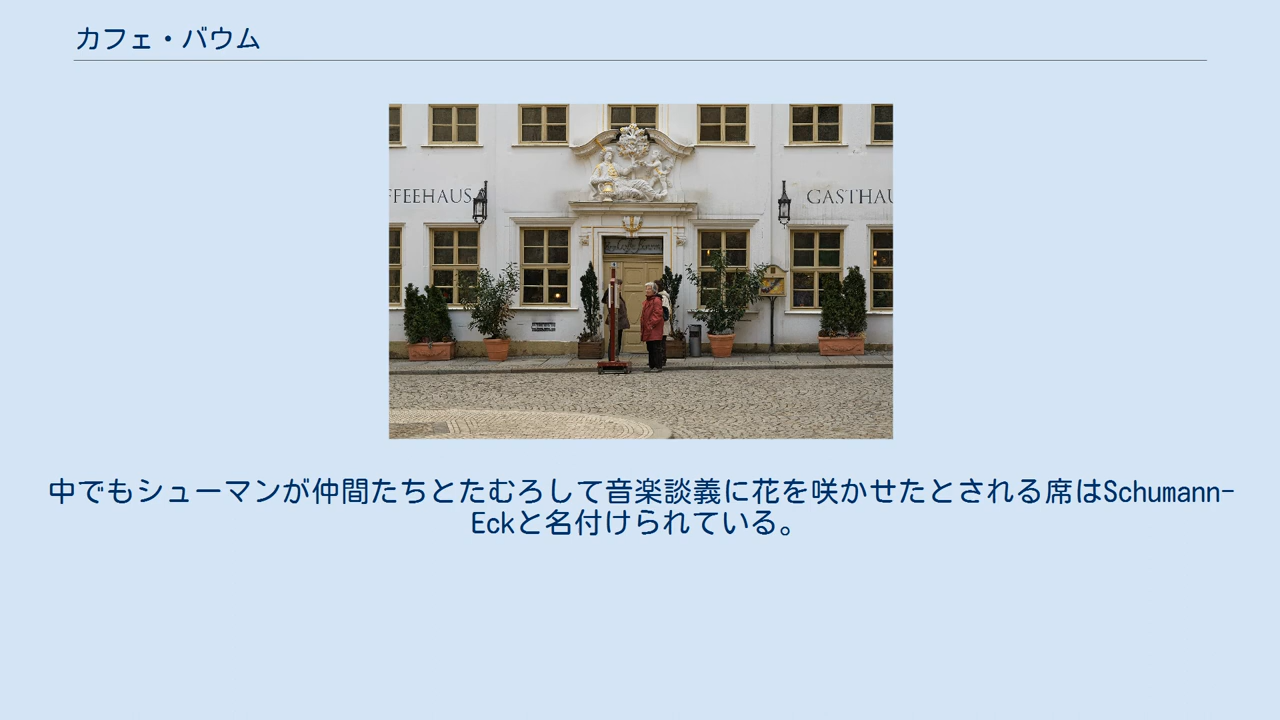 カフェ・バウム
FFEEHAUS
GASTHAU
中でもシューマンが仲間たちとたむろして音楽談義に花を咲かせたとされる席はSchumann-
Eckと名付けられている。